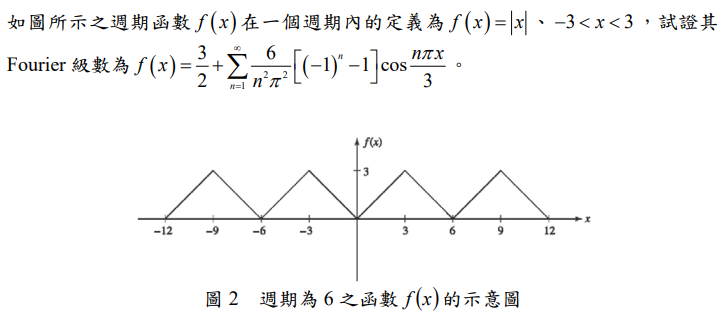 如圖所示之週期函數 f(x) 在一個週期內的定義為 f(x)=|x|、-3<x<3，試證其
Fourier 級數為 f(x)=\frac{3}{2}+\sum_{n=1}^{\infty}\frac{6}{n^2\pi^2}[(-1)^n-1]\cos\frac{n\pi x}{3}。
f(x)
3
-12 -9 -6 -3 3 6 9 12 x
圖 2 週期為 6 之函數 f(x) 的示意圖